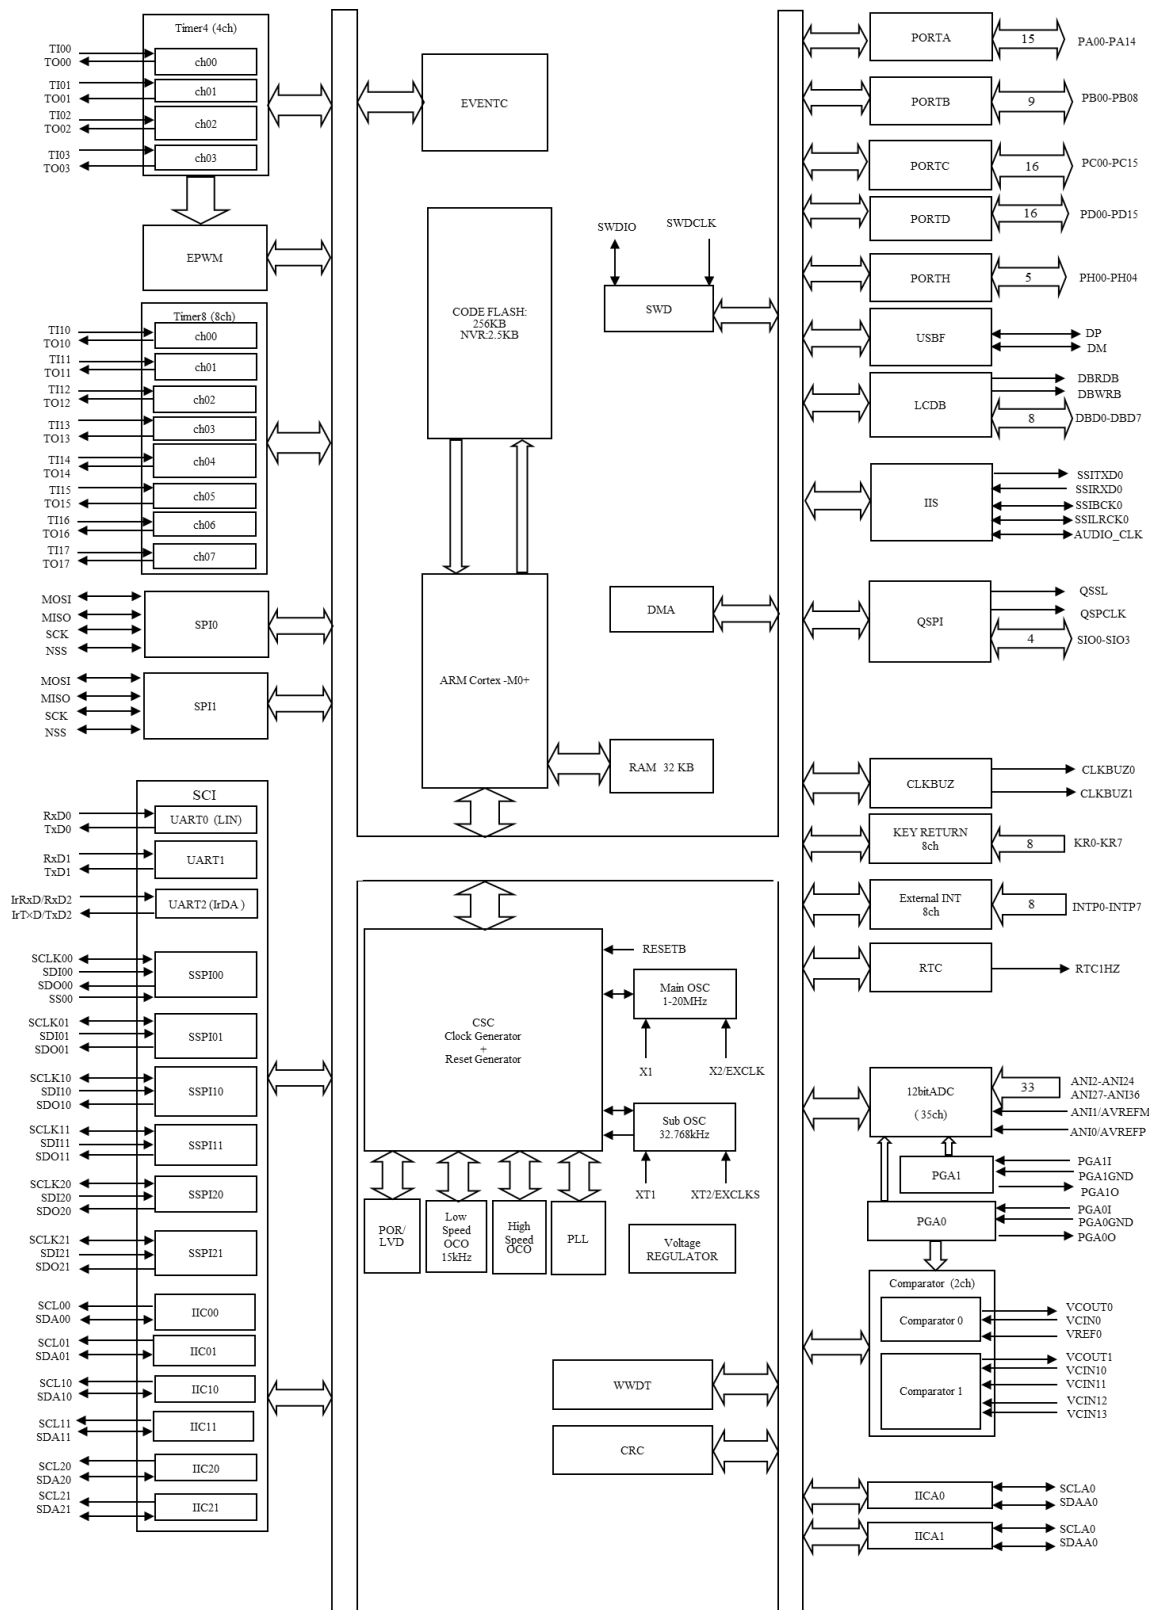 Timer4 (4ch)
TI00
TO00
ch00
TI01
TO01
ch01
TI02
TO02
ch02
TI03
TO03
ch03
EPWM
Timer8 (8ch)
TI10
TO10
ch00
TI11
TO11
ch01
TI12
TO12
ch02
TI13
TO13
ch03
TI14
TO14
ch04
TI15
TO15
ch05
TI16
TO16
ch06
TI17
TO17
ch07
MOSI
MISO
SCK
NSS
SPI0
MOSI
MISO
SCK
NSS
SPI1
SCI
RxD0
TxD0
UART0 (LIN)
RxD1
TxD1
UART1
IrRxD/RxD2
IrT×D/TxD2
UART2 (IrDA )
SCLK00
SDI00
SDO00
SS00
SSPI00
SCLK01
SDI01
SDO01
SSPI01
SCLK10
SDI10
SDO10
SSPI10
SCLK11
SDI11
SDO11
SSPI11
SCLK20
SDI20
SDO20
SSPI20
SCLK21
SDI21
SDO21
SSPI21
SCL00
SDA00
IIC00
SCL01
SDA01
IIC01
SCL10
SDA10
IIC10
SCL11
SDA11
IIC11
SCL20
SDA20
IIC20
SCL21
SDA21
IIC21
EVENTC
CODE FLASH:
256KB
NVR:2.5KB
SWDIO
SWDCLK
SWD
DMA
ARM Cortex -M0+
RAM 32 KB
CSC
Clock Generator
+
Reset Generator
RESETB
Main OSC
1-20MHz
X1
X2/EXCLK
Sub OSC
32.768kHz
XT1
XT2/EXCLKS
POR/
LVD
Low
Speed
OCO
15kHz
High
Speed
OCO
PLL
Voltage
REGULATOR
WWDT
CRC
PORTA
15
PA00-PA14
PORTB
9
PB00-PB08
PORTC
16
PC00-PC15
PORTD
16
PD00-PD15
PORTH
5
PH00-PH04
USBF
DP
DM
LCDB
DBRDB
DBWRB
8
DBD0-DBD7
IIS
SSITXD0
SSIRXD0
SSIBCK0
SSILRCK0
AUDIO_CLK
QSPI
QSSL
QSPCLK
4
SIO0-SIO3
CLKBUZ
CLKBUZ0
CLKBUZ1
KEY RETURN
8ch
8
KR0-KR7
External INT
8ch
8
INTP0-INTP7
RTC
RTC1HZ
12bitADC
( 35ch)
33
ANI2-ANI24
ANI27-ANI36
ANI1/AVREFM
ANI0/AVREFP
PGA1
PGA1I
PGA1GND
PGA1O
PGA0
PGA0I
PGA0GND
PGA0O
Comparator (2ch)
Comparator 0
VCOUT0
VCIN0
VREF0
Comparator 1
VCOUT1
VCIN10
VCIN11
VCIN12
VCIN13
IICA0
SCLA0
SDAA0
IICA1
SCLA0
SDAA0